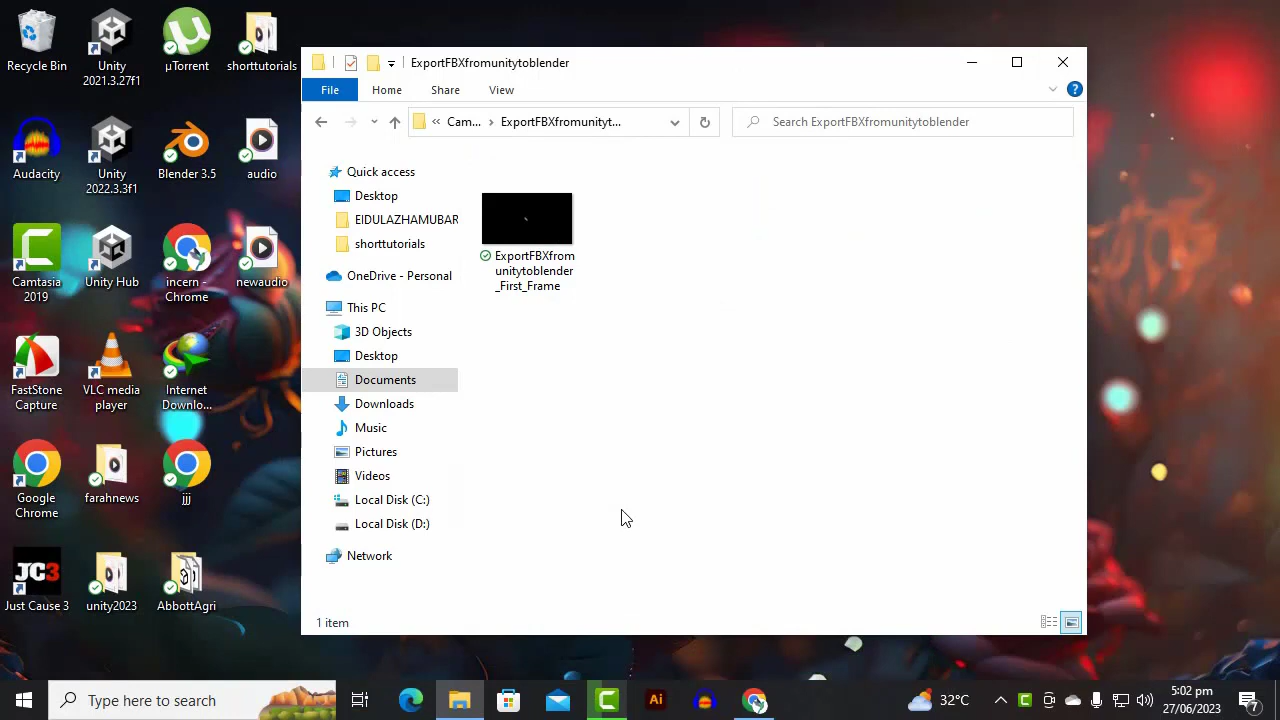 Recycle Bin
Unity
2021.3.27f1
µTorrent
shorttutorials
Audacity
Unity
2022.3.3f1
Blender 3.5
audio
Camtasia
2019
Unity Hub
incern -
Chrome
newaudio
FastStone
Capture
VLC media
player
Internet
Downlo...
Google
Chrome
farahnews
jjj
JC3
Just Cause 3
unity2023
AbbottAgri
ExportFBXfromunitytoblender
File
Home
Share
View
« Cam... › ExportFBXfromunityt...
Search ExportFBXfromunitytoblender
Quick access
Desktop
EIDULAZHAMUBAR
shorttutorials
OneDrive - Personal
This PC
3D Objects
Desktop
Documents
Downloads
Music
Pictures
Videos
Local Disk (C:)
Local Disk (D:)
Network
ExportFBXfrom
unitytoblender
_First_Frame
1 item
Type here to search
Ai
32°C
5:02 pm
27/06/2023
7